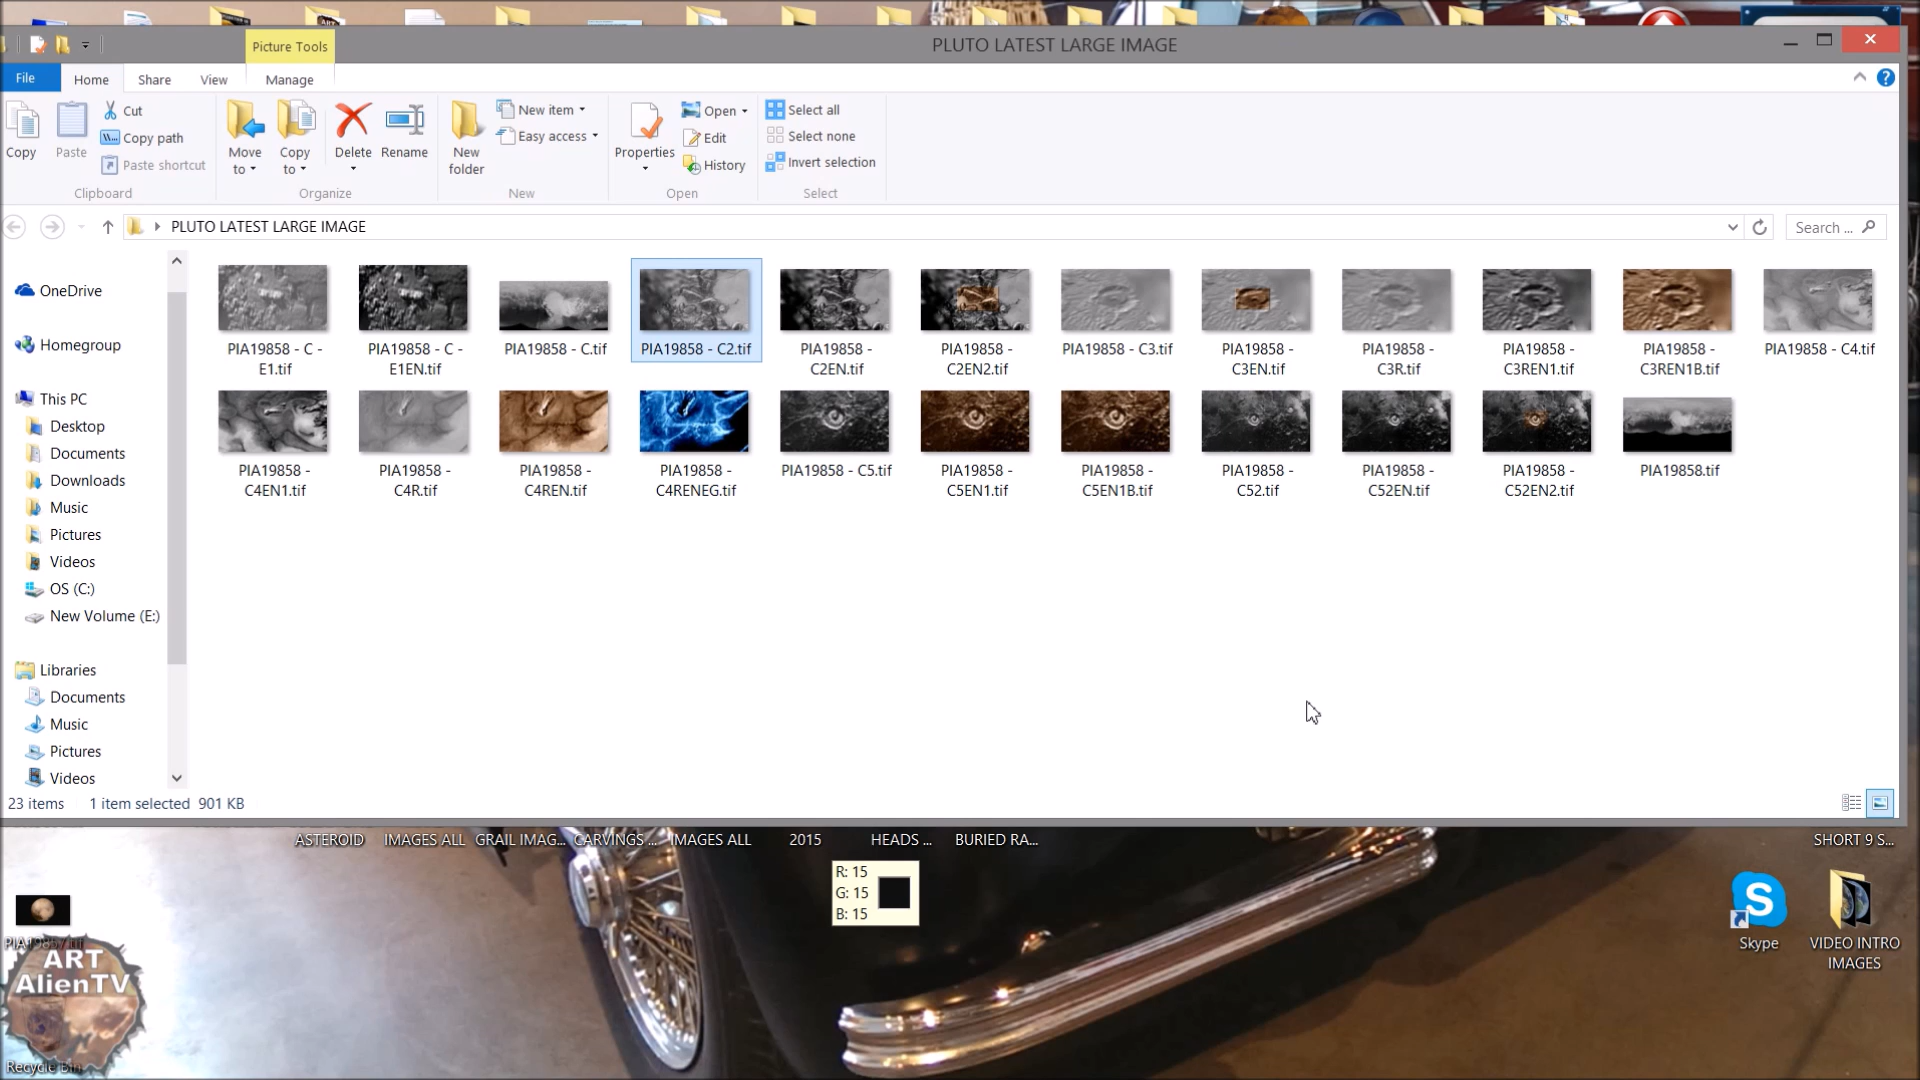 Picture Tools
PLUTO LATEST LARGE IMAGE
File
Home
Share
View
Manage
Copy
Paste
Cut
Copy path
Paste shortcut
Clipboard
Move to
Copy to
Delete
Rename
Organize
New folder
New item
Easy access
New
Properties
Open
Edit
History
Open
Select all
Select none
Invert selection
Select
PLUTO LATEST LARGE IMAGE
Search ...
OneDrive
Homegroup
This PC
Desktop
Documents
Downloads
Music
Pictures
Videos
OS (C:)
New Volume (E:)
Libraries
Documents
Music
Pictures
Videos
PIA19858 - C -
E1.tif
PIA19858 - C -
E1EN.tif
PIA19858 - C.tif
PIA19858 - C2.tif
PIA19858 -
C2EN.tif
PIA19858 -
C2EN2.tif
PIA19858 - C3.tif
PIA19858 -
C3EN.tif
PIA19858 -
C3R.tif
PIA19858 -
C3REN1.tif
PIA19858 -
C3REN1B.tif
PIA19858 - C4.tif
PIA19858 -
C4EN1.tif
PIA19858 -
C4R.tif
PIA19858 -
C4REN.tif
PIA19858 -
C4RENEG.tif
PIA19858 - C5.tif
PIA19858 -
C5EN1.tif
PIA19858 -
C5EN1B.tif
PIA19858 -
C52.tif
PIA19858 -
C52EN.tif
PIA19858 -
C52EN2.tif
PIA19858.tif
23 items 1 item selected 901 KB
ASTEROID
IMAGES ALL
GRAIL IMAG...
CARVINGS ...
IMAGES ALL
2015
HEADS ...
BURIED RA...
SHORT 9 S...
R: 15
G: 15
B: 15
Skype
VIDEO INTRO
IMAGES
ART
AlienTV
Recycle Bin